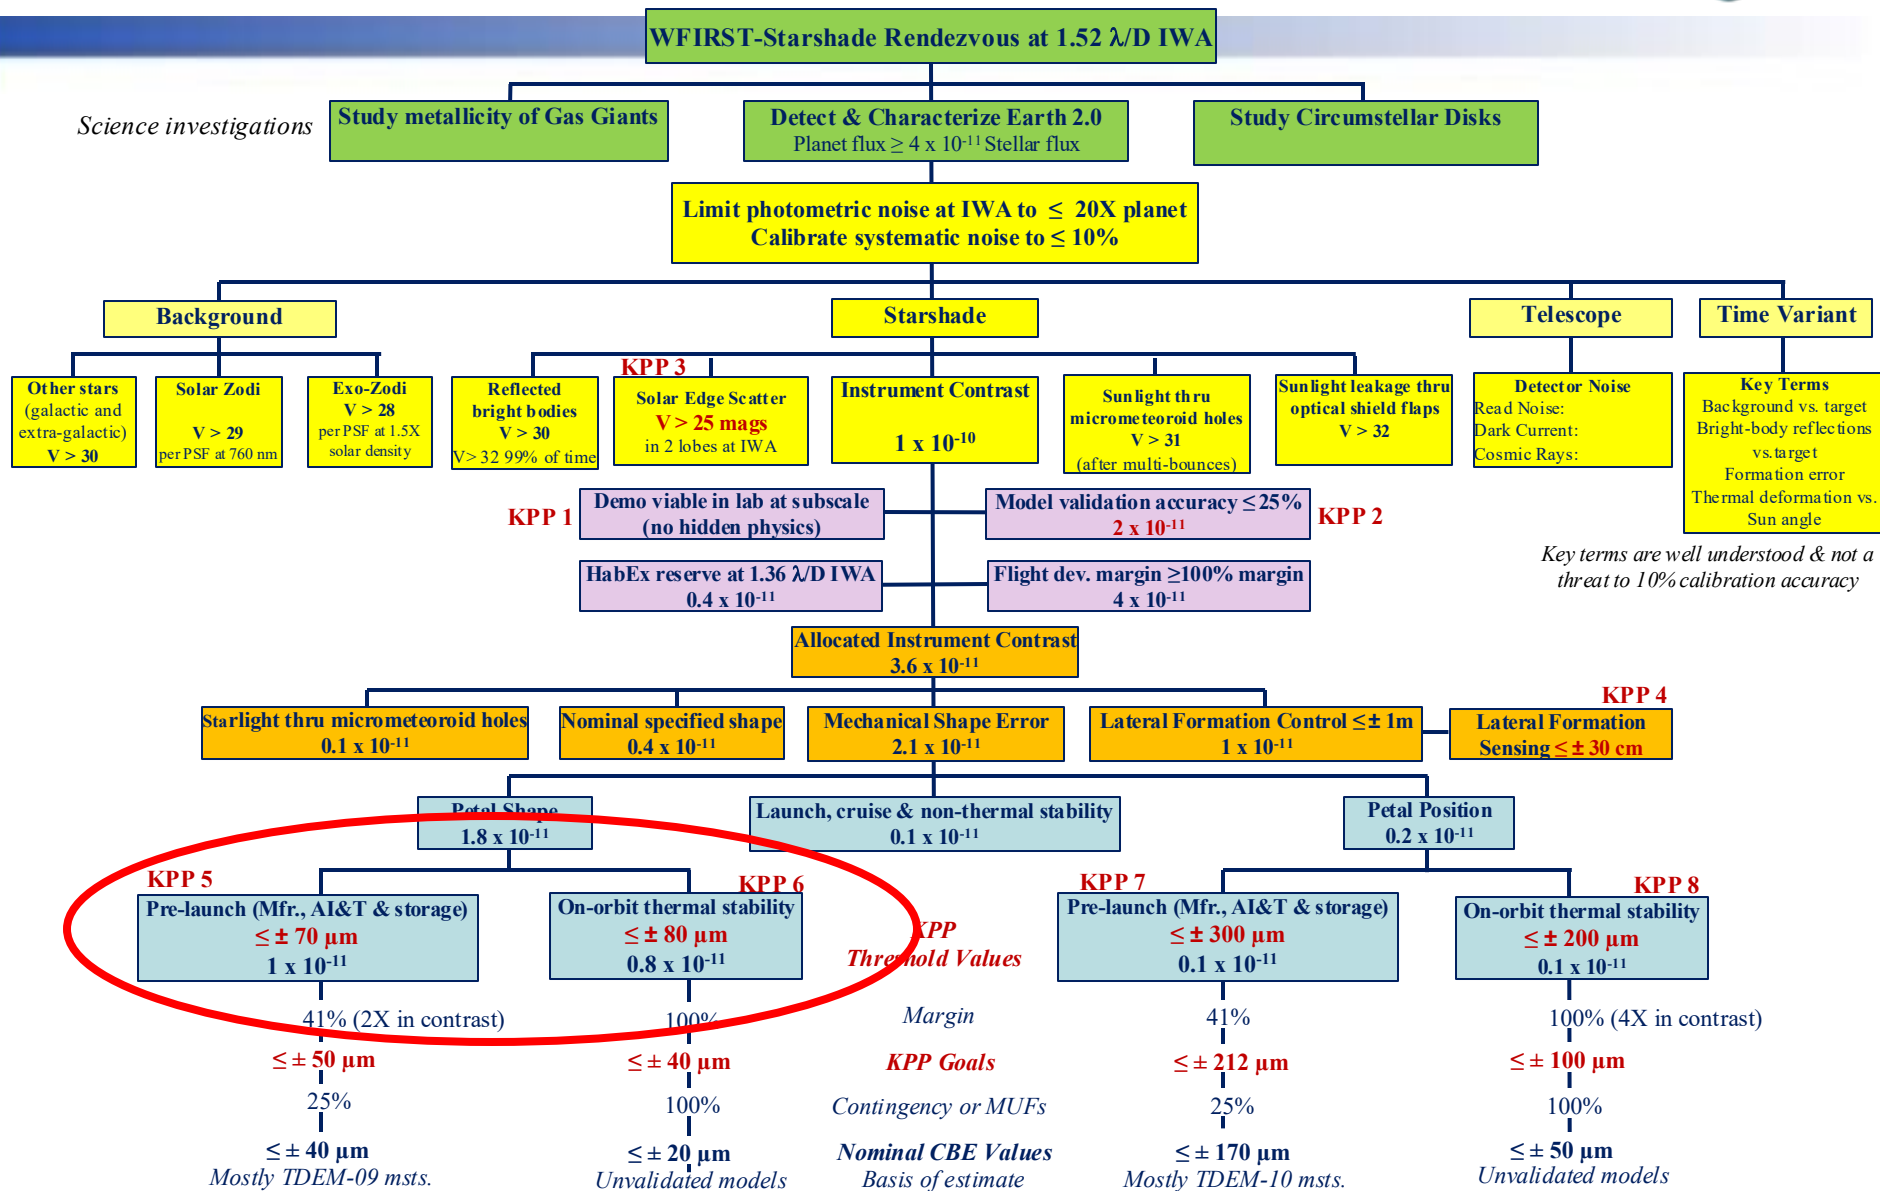 WFIRST-Starshade Rendezvous at 1.52 λ/D IWA
Science investigations
Study metallicity of Gas Giants
Detect & Characterize Earth 2.0
Planet flux ≥ 4 x 10⁻¹¹ Stellar flux
Study Circumstellar Disks
Limit photometric noise at IWA to ≤ 20X planet
Calibrate systematic noise to ≤ 10%
Background
Starshade
Telescope
Time Variant
Other stars
(galactic and
extra-galactic)
V > 30
Solar Zodi
V > 29
per PSF at 760 nm
Exo-Zodi
V > 28
per PSF at 1.5X
solar density
Reflected
bright bodies
V > 30
V> 32 99% of time
KPP 3
Solar Edge Scatter
V > 25 mags
in 2 lobes at IWA
Instrument Contrast
1 x 10⁻¹⁰
Sunlight thru
micrometeoroid holes
V > 31
(after multi-bounces)
Sunlight leakage thru
optical shield flaps
V > 32
Detector Noise
Read Noise:
Dark Current:
Cosmic Rays:
Key Terms
Background vs. target
Bright-body reflections
vs.target
Formation error
Thermal deformation vs.
Sun angle
Key terms are well understood & not a
threat to 10% calibration accuracy
KPP 1
Demo viable in lab at subscale
(no hidden physics)
Model validation accuracy ≤ 25%
2 x 10⁻¹¹
KPP 2
HabEx reserve at 1.36 λ/D IWA
0.4 x 10⁻¹¹
Flight dev. margin ≥100% margin
4 x 10⁻¹¹
Allocated Instrument Contrast
3.6 x 10⁻¹¹
Starlight thru micrometeoroid holes
0.1 x 10⁻¹¹
Nominal specified shape
0.4 x 10⁻¹¹
Mechanical Shape Error
2.1 x 10⁻¹¹
Lateral Formation Control ≤ ± 1m
1 x 10⁻¹¹
KPP 4
Lateral Formation
Sensing ≤ ± 30 cm
Petal Shape
1.8 x 10⁻¹¹
Launch, cruise & non-thermal stability
0.1 x 10⁻¹¹
Petal Position
0.2 x 10⁻¹¹
KPP 5
Pre-launch (Mfr., AI&T & storage)
≤ ± 70 µm
1 x 10⁻¹¹
KPP 6
On-orbit thermal stability
≤ ± 80 µm
0.8 x 10⁻¹¹
KPP
Threshold Values
KPP 7
Pre-launch (Mfr., AI&T & storage)
≤ ± 300 µm
0.1 x 10⁻¹¹
KPP 8
On-orbit thermal stability
≤ ± 200 µm
0.1 x 10⁻¹¹
41% (2X in contrast)
100%
Margin
41%
100% (4X in contrast)
≤ ± 50 µm
≤ ± 40 µm
KPP Goals
≤ ± 212 µm
≤ ± 100 µm
25%
100%
Contingency or MUFs
25%
100%
≤ ± 40 µm
≤ ± 20 µm
Nominal CBE Values
≤ ± 170 µm
≤ ± 50 µm
Mostly TDEM-09 msts.
Unvalidated models
Basis of estimate
Mostly TDEM-10 msts.
Unvalidated models